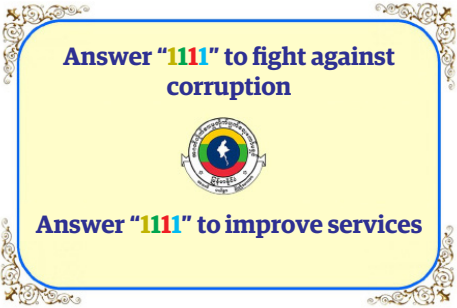 Answer “1111” to fight against
corruption
Answer “1111” to improve services